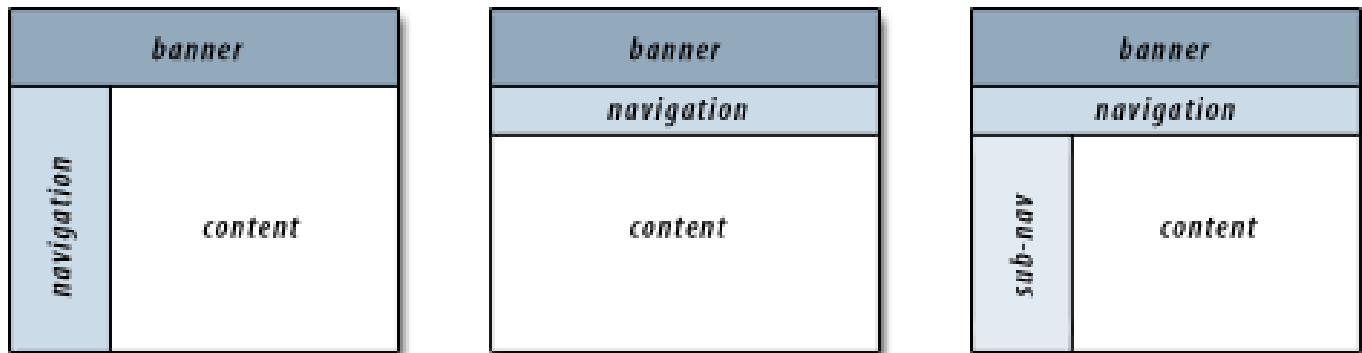 banner
navigation
content
banner
navigation
content
banner
navigation
sub-nav
content